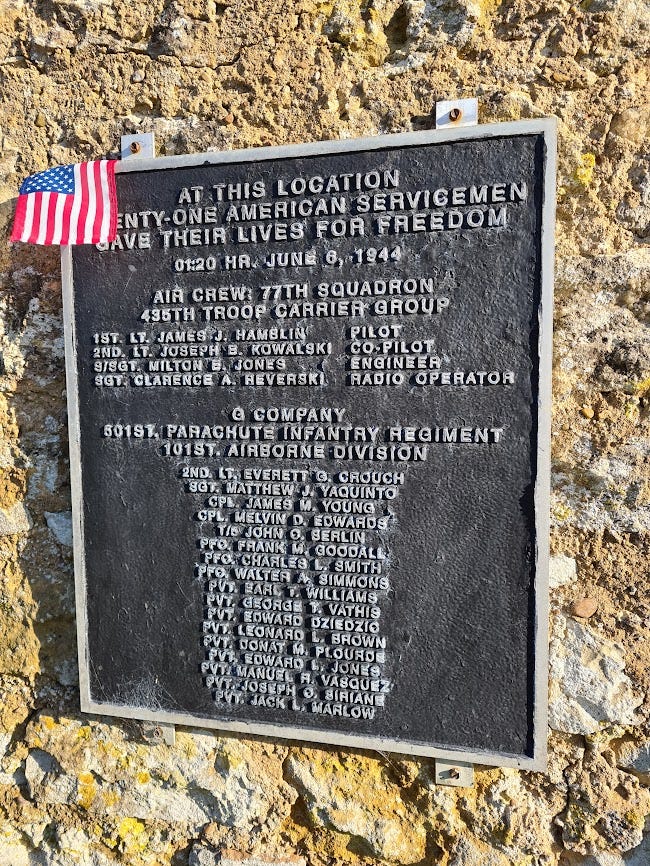 AT THIS LOCATION
ENTY-ONE AMERICAN SERVICEMEN
GAVE THEIR LIVES FOR FREEDOM
01:20 HR. JUNE 6, 1944
AIR CREW: 77TH SQUADRON
435TH TROOP CARRIER GROUP
1ST. LT. JAMES J. HAMBLIN PILOT
2ND. LT. JOSEPH B. KOWALSKI CO-PILOT
S/SGT. MILTON B. JONES ENGINEER
SGT. CLARENCE A. REVERSKI RADIO OPERATOR
G COMPANY
501ST. PARACHUTE INFANTRY REGIMENT
101ST. AIRBORNE DIVISION
2ND. LT. EVERETT G. CROUCH
SGT. MATTHEW J. YAQUINTO
CPL. JAMES M. YOUNG
CPL. MELVIN D. EDWARDS
T/5 JOHN C. BERLIN
PFC. FRANK M. GOODALL
PFC. CHARLES L. SMITH
PFC. WALTER A. SIMMONS
PVT. EARL T. WILLIAMS
PVT. GEORGE T. VATHIS
PVT. EDWARD DZIEDZIC
PVT. LEONARD L. BROWN
PVT. DONAT M. PLOURDE
PVT. EDWARD L. JONES
PVT. MANUEL R. VASQUEZ
PVT. JOSEPH O. SIRIANE
PVT. JACK L. MARLOW